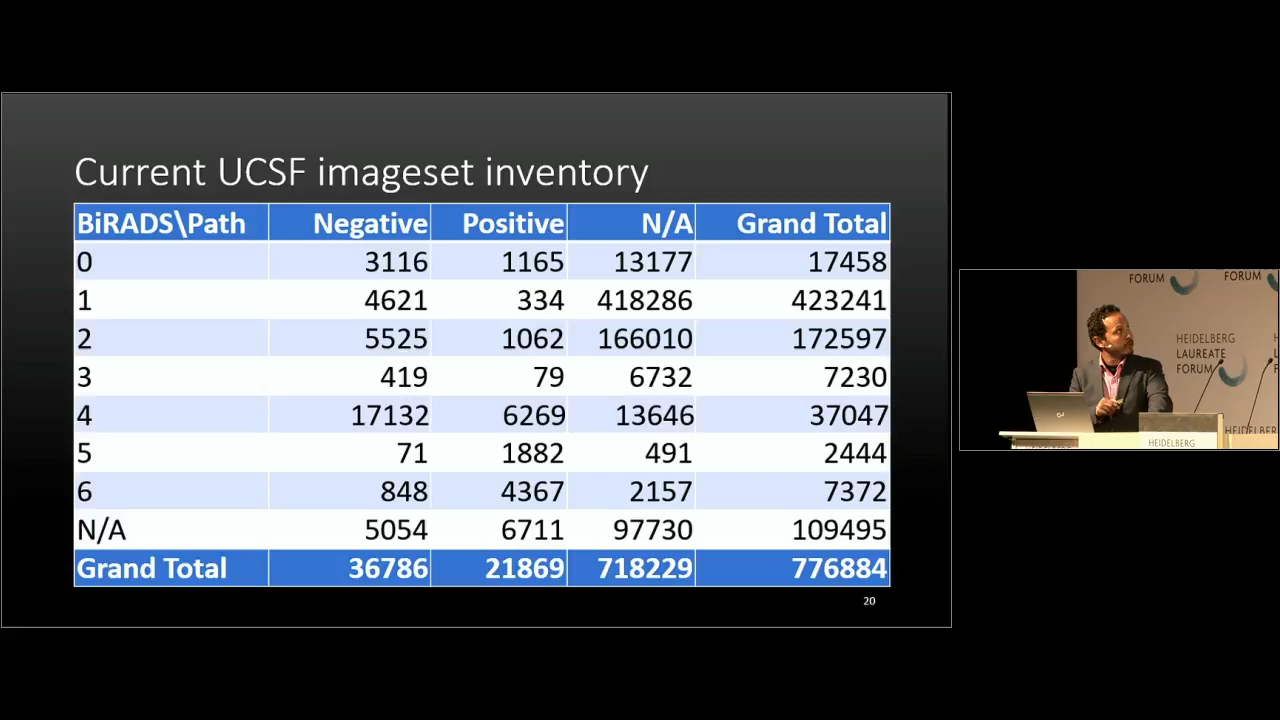 Current UCSF imageset inventory
BiRADS\Path Negative Positive N/A Grand Total
0 3116 1165 13177 17458
1 4621 334 418286 423241
2 5525 1062 166010 172597
3 419 79 6732 7230
4 17132 6269 13646 37047
5 71 1882 491 2444
6 848 4367 2157 7372
N/A 5054 6711 97730 109495
Grand Total 36786 21869 718229 776884
20
FORUM
FORUM
HEIDELBERG
LAUREATE
FORUM
HEIDELBERG
HEIDELBERG